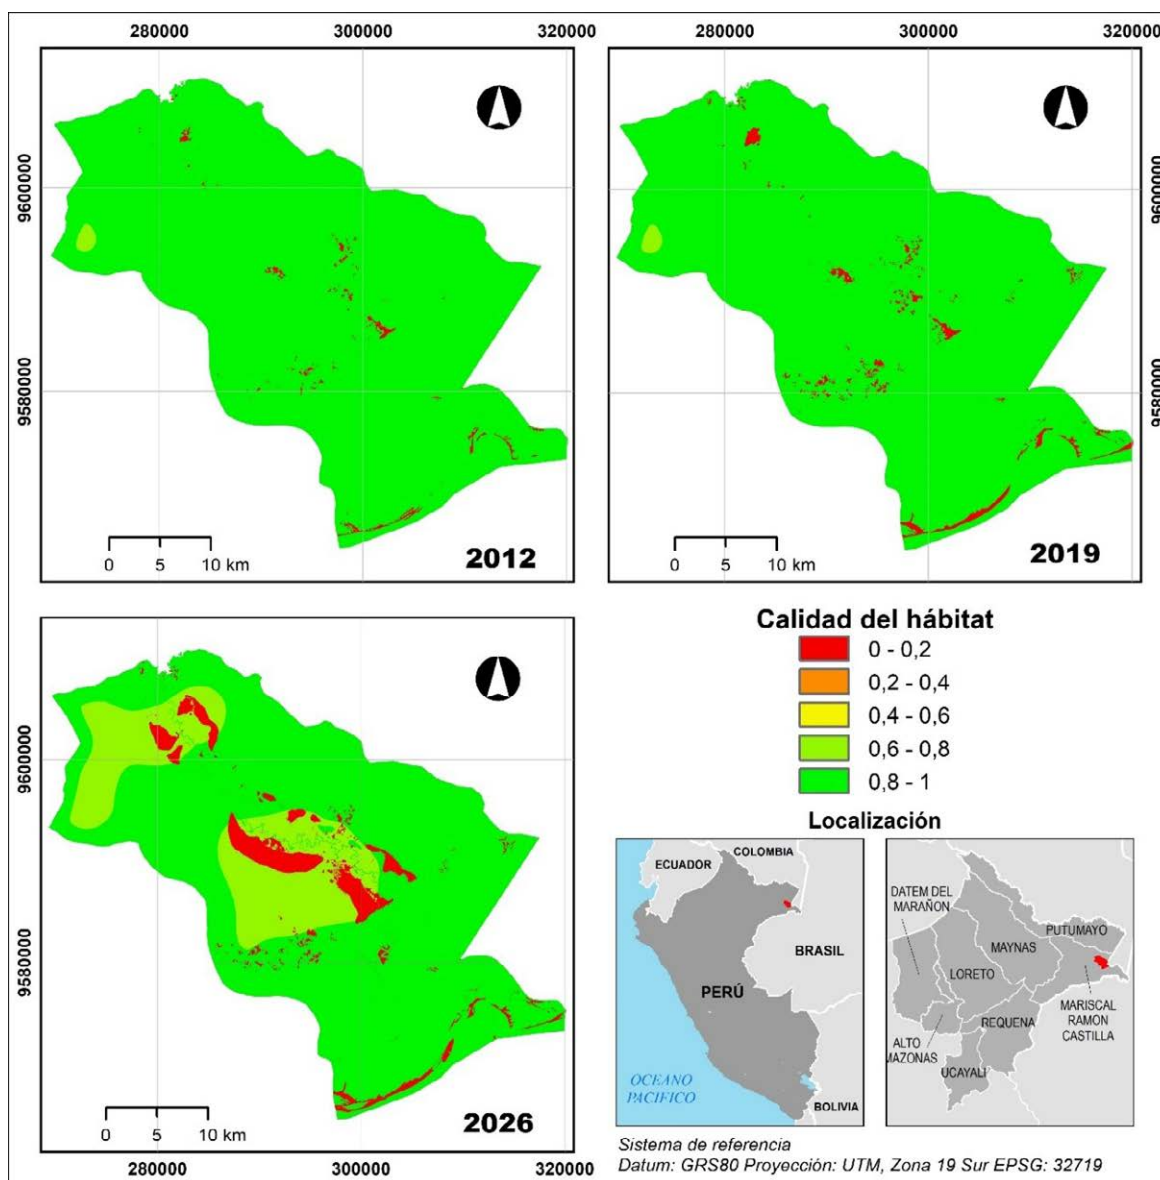 280000
300000
320000
280000
300000
320000
9600000
9580000
9600000
9580000
0
5
10 km
2012
0
5
10 km
2019
9600000
9580000
0
5
10 km
2026
280000
300000
320000
Calidad del hábitat
0 - 0,2
0,2 - 0,4
0,4 - 0,6
0,6 - 0,8
0,8 - 1
Localización
ECUADOR
COLOMBIA
BRASIL
PERÚ
OCEANO
PACIFICO
BOLIVIA
DATEM DEL
MARAÑON
PUTUMAYO
MAYNAS
LORETO
MARISCAL
RAMON
CASTILLA
REQUENA
ALTO
AMAZONAS
UCAYALI
Sistema de referencia
Datum: GRS80 Proyección: UTM, Zona 19 Sur EPSG: 32719